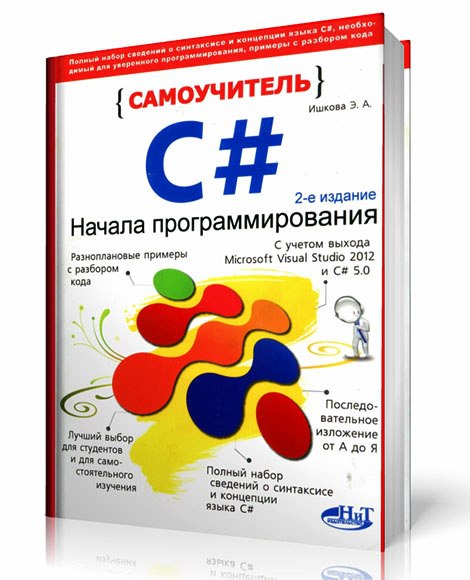 Полный набор сведений о синтаксисе и концепции языка C#, необхо-
димый для уверенного программирования, примеры с разбором кода
{САМОУЧИТЕЛЬ}
Ишкова Э. А.
C#
2-е издание
Начала программирования
Разноплановые примеры
с разбором
кода
С учетом выхода
Microsoft Visual Studio 2012
и C# 5.0
Последо-
вательное
изложение
от А до Я
Лучший выбор
для студентов
и для само-
стоятельного
изучения
Полный набор
сведений о синтаксисе
и концепции
языка C#
НиТ
ИЗДАТЕЛЬСТВО